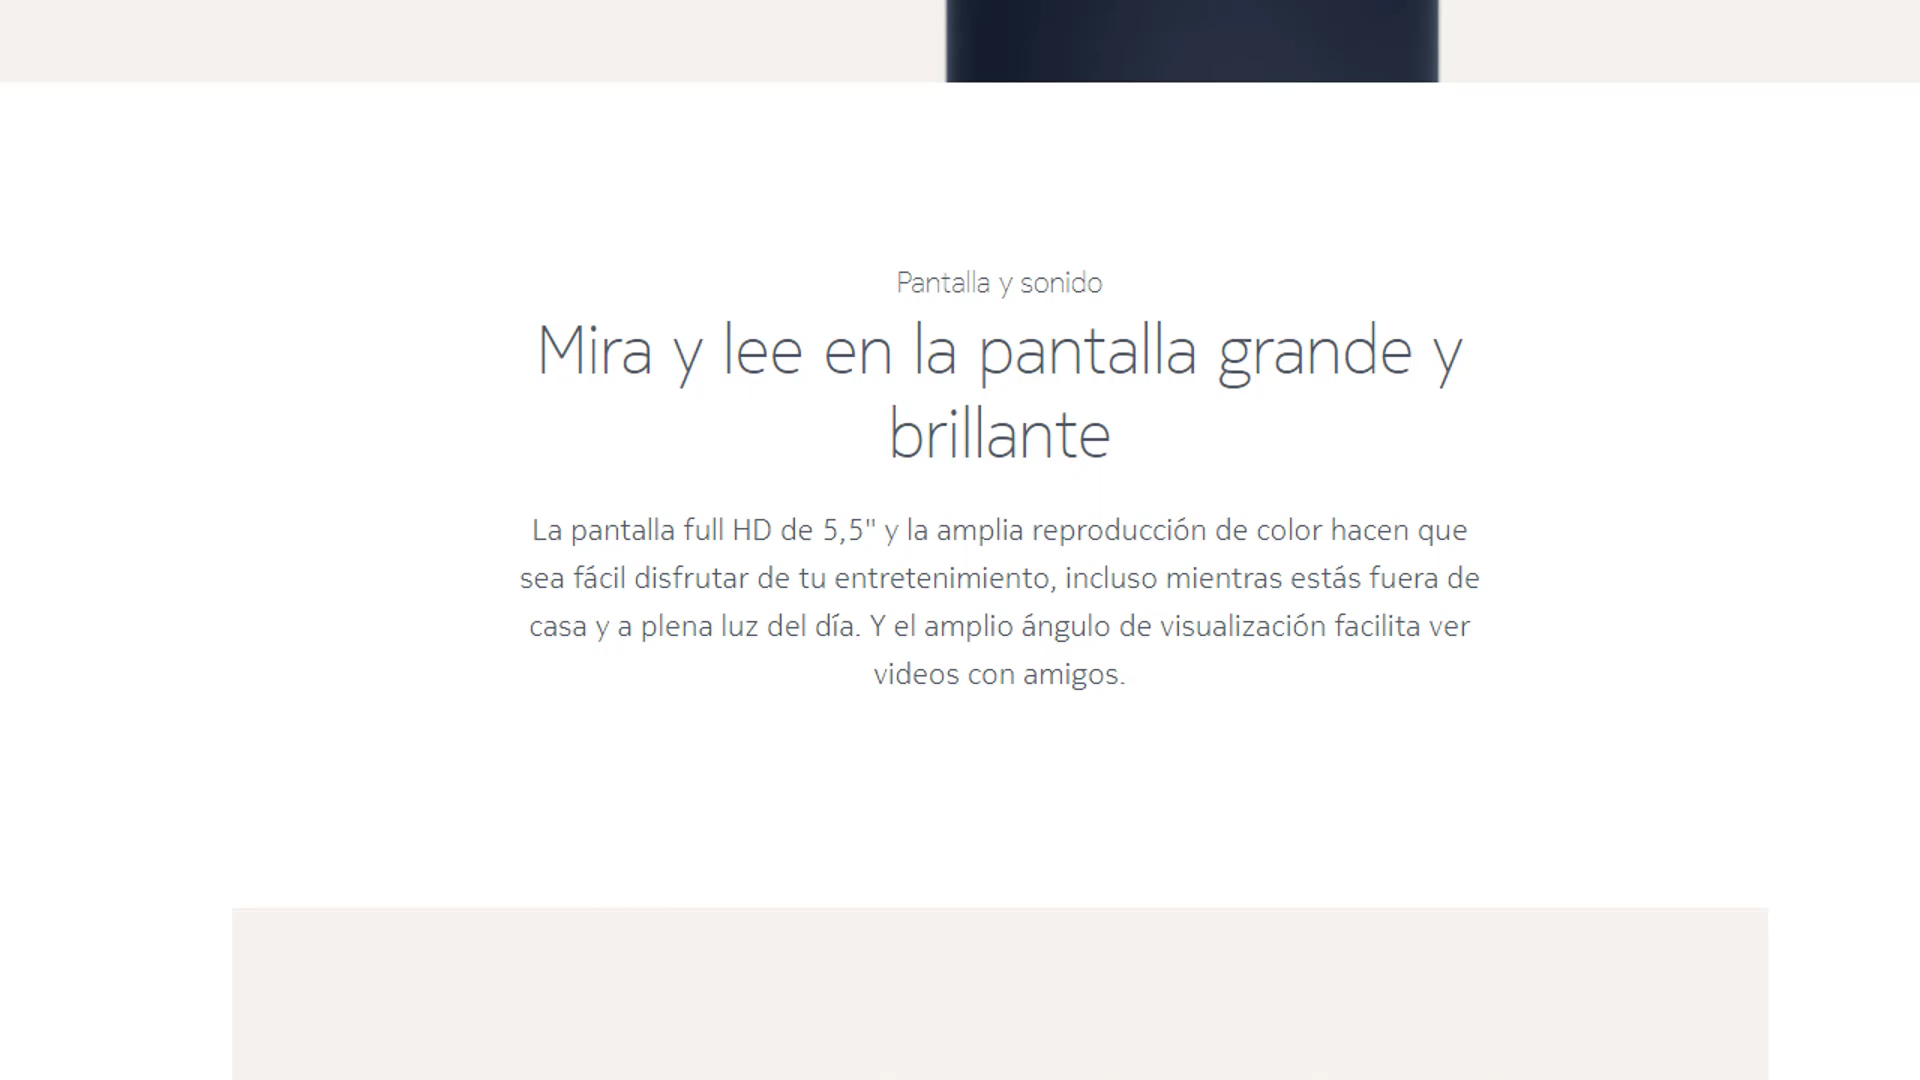 Pantalla y sonido
Mira y lee en la pantalla grande y
brillante
La pantalla full HD de 5,5" y la amplia reproducción de color hacen que
sea fácil disfrutar de tu entretenimiento, incluso mientras estás fuera de
casa y a plena luz del día. Y el amplio ángulo de visualización facilita ver
videos con amigos.